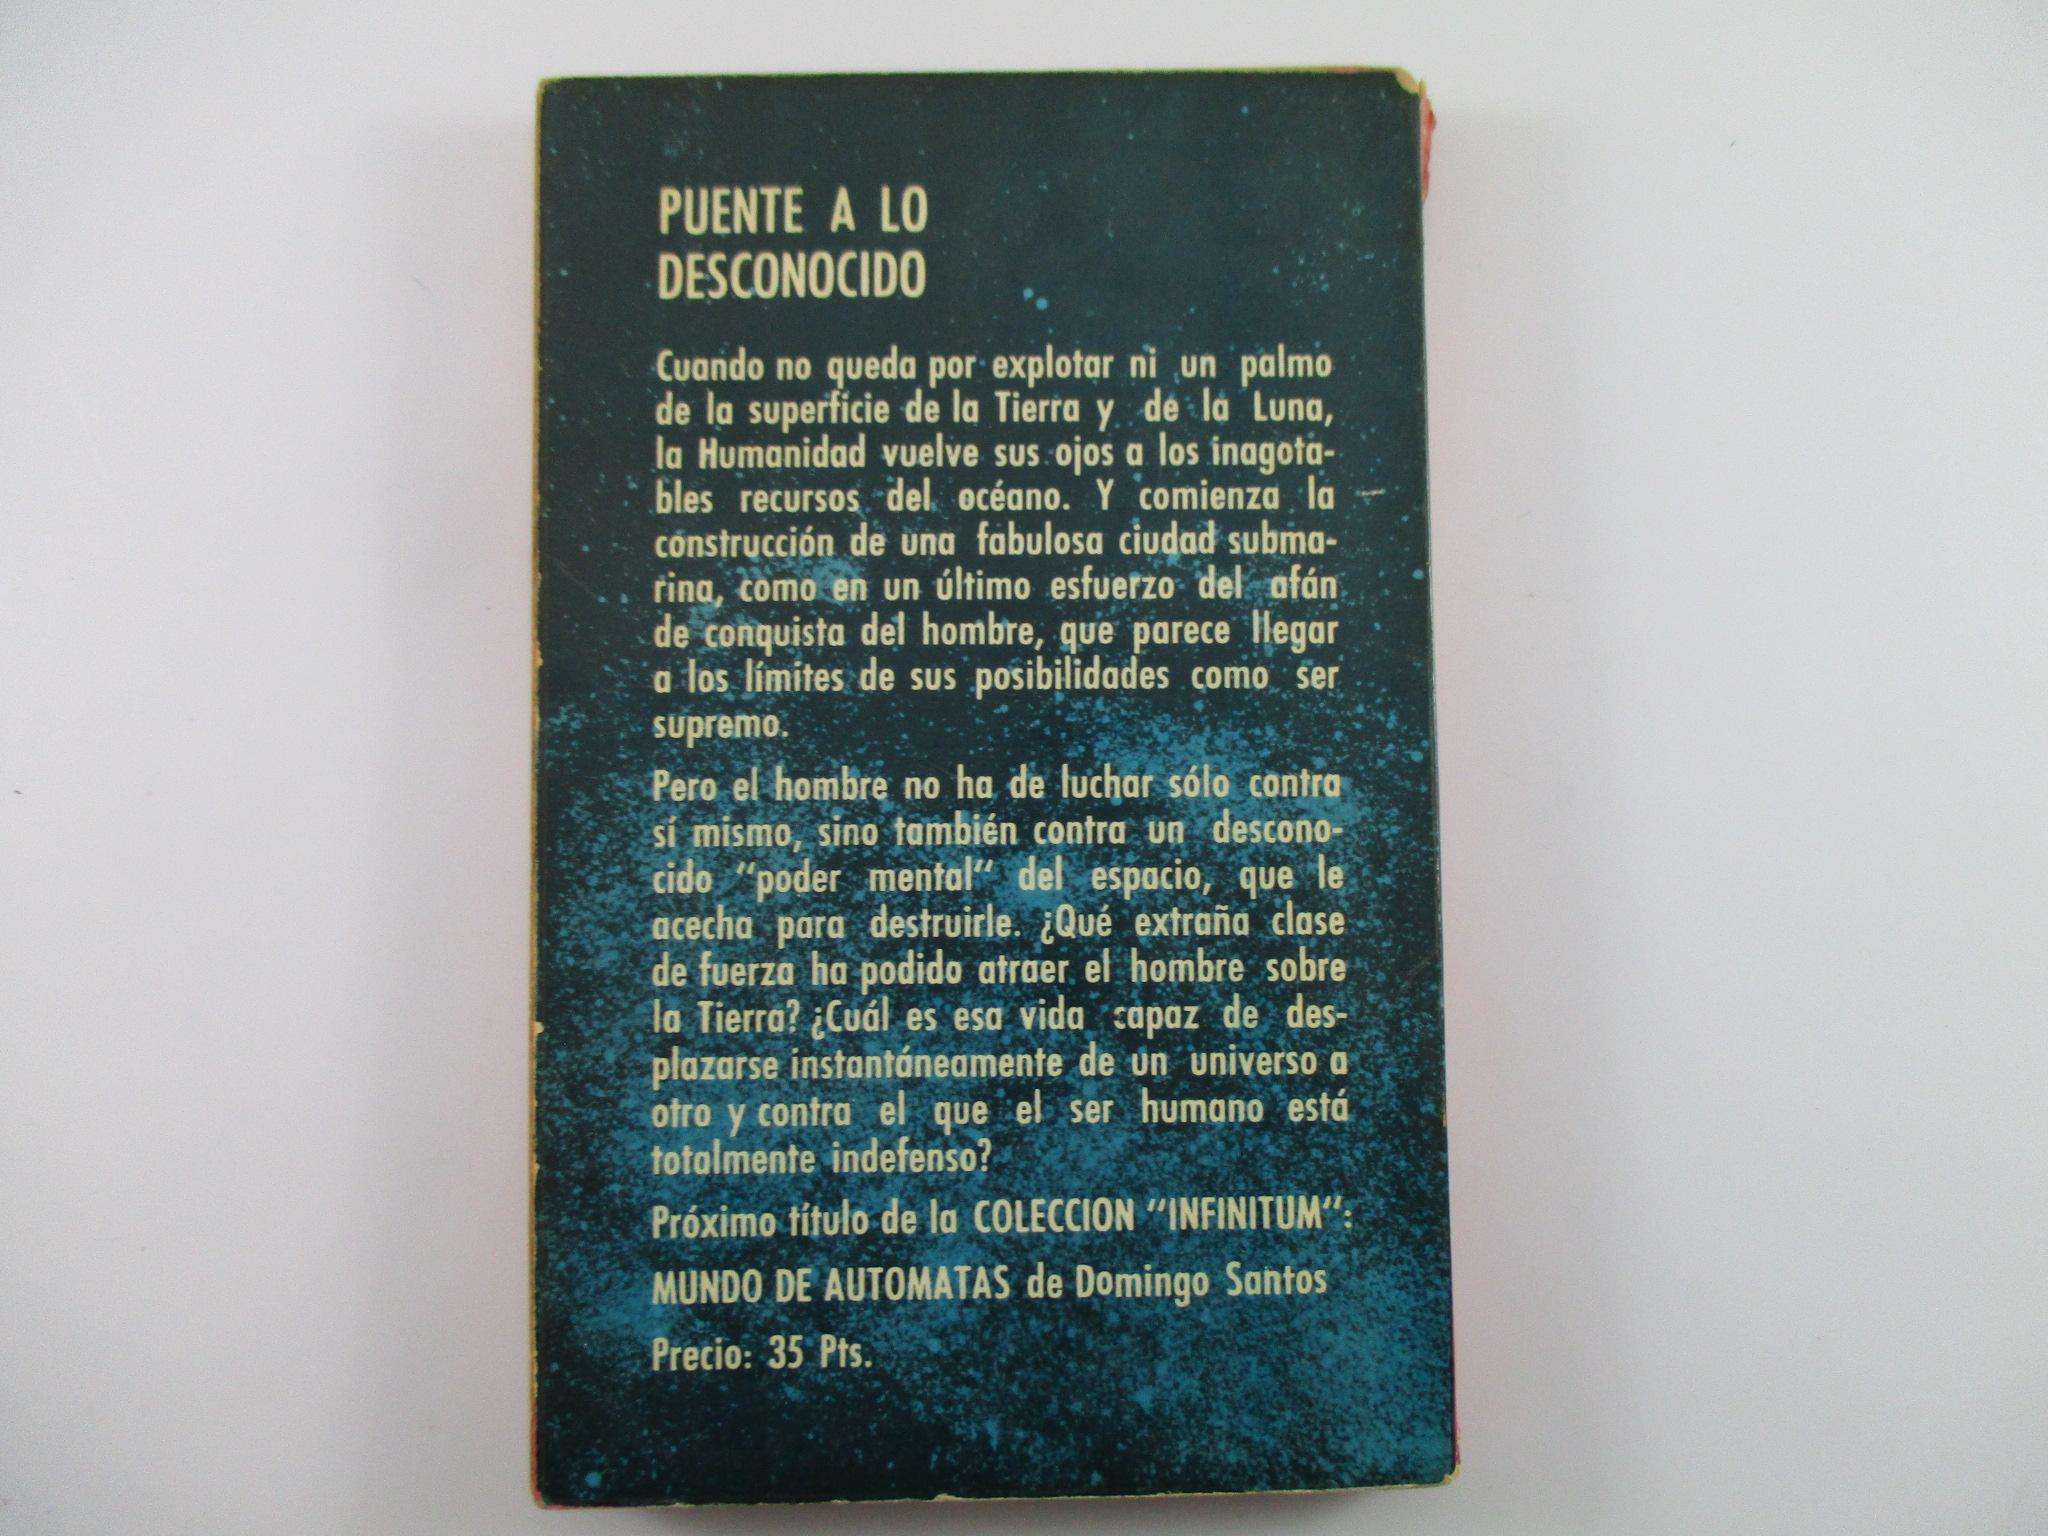 PUENTE A LO
DESCONOCIDO
Cuando no queda por explotar ni un palmo
de la superficie de la Tierra y de la Luna,
la Humanidad vuelve sus ojos a los inagota-
bles recursos del océano. Y comienza la
construcción de una fabulosa ciudad subma-
rina, como en un último esfuerzo del afán
de conquista del hombre, que parece llegar
a los límites de sus posibilidades como ser
supremo.
Pero el hombre no ha de luchar sólo contra
sí mismo, sino también contra un descono-
cido “poder mental“ del espacio, que le
acecha para destruirle. ¿Qué extraña clase
de fuerza ha podido atraer el hombre sobre
la Tierra? ¿Cuál es esa vida capaz de des-
plazarse instantáneamente de un universo a
otro y contra el que el ser humano está
totalmente indefenso?
Próximo título de la COLECCION “INFINITUM“:
MUNDO DE AUTOMATAS de Domingo Santos
Precio: 35 Pts.